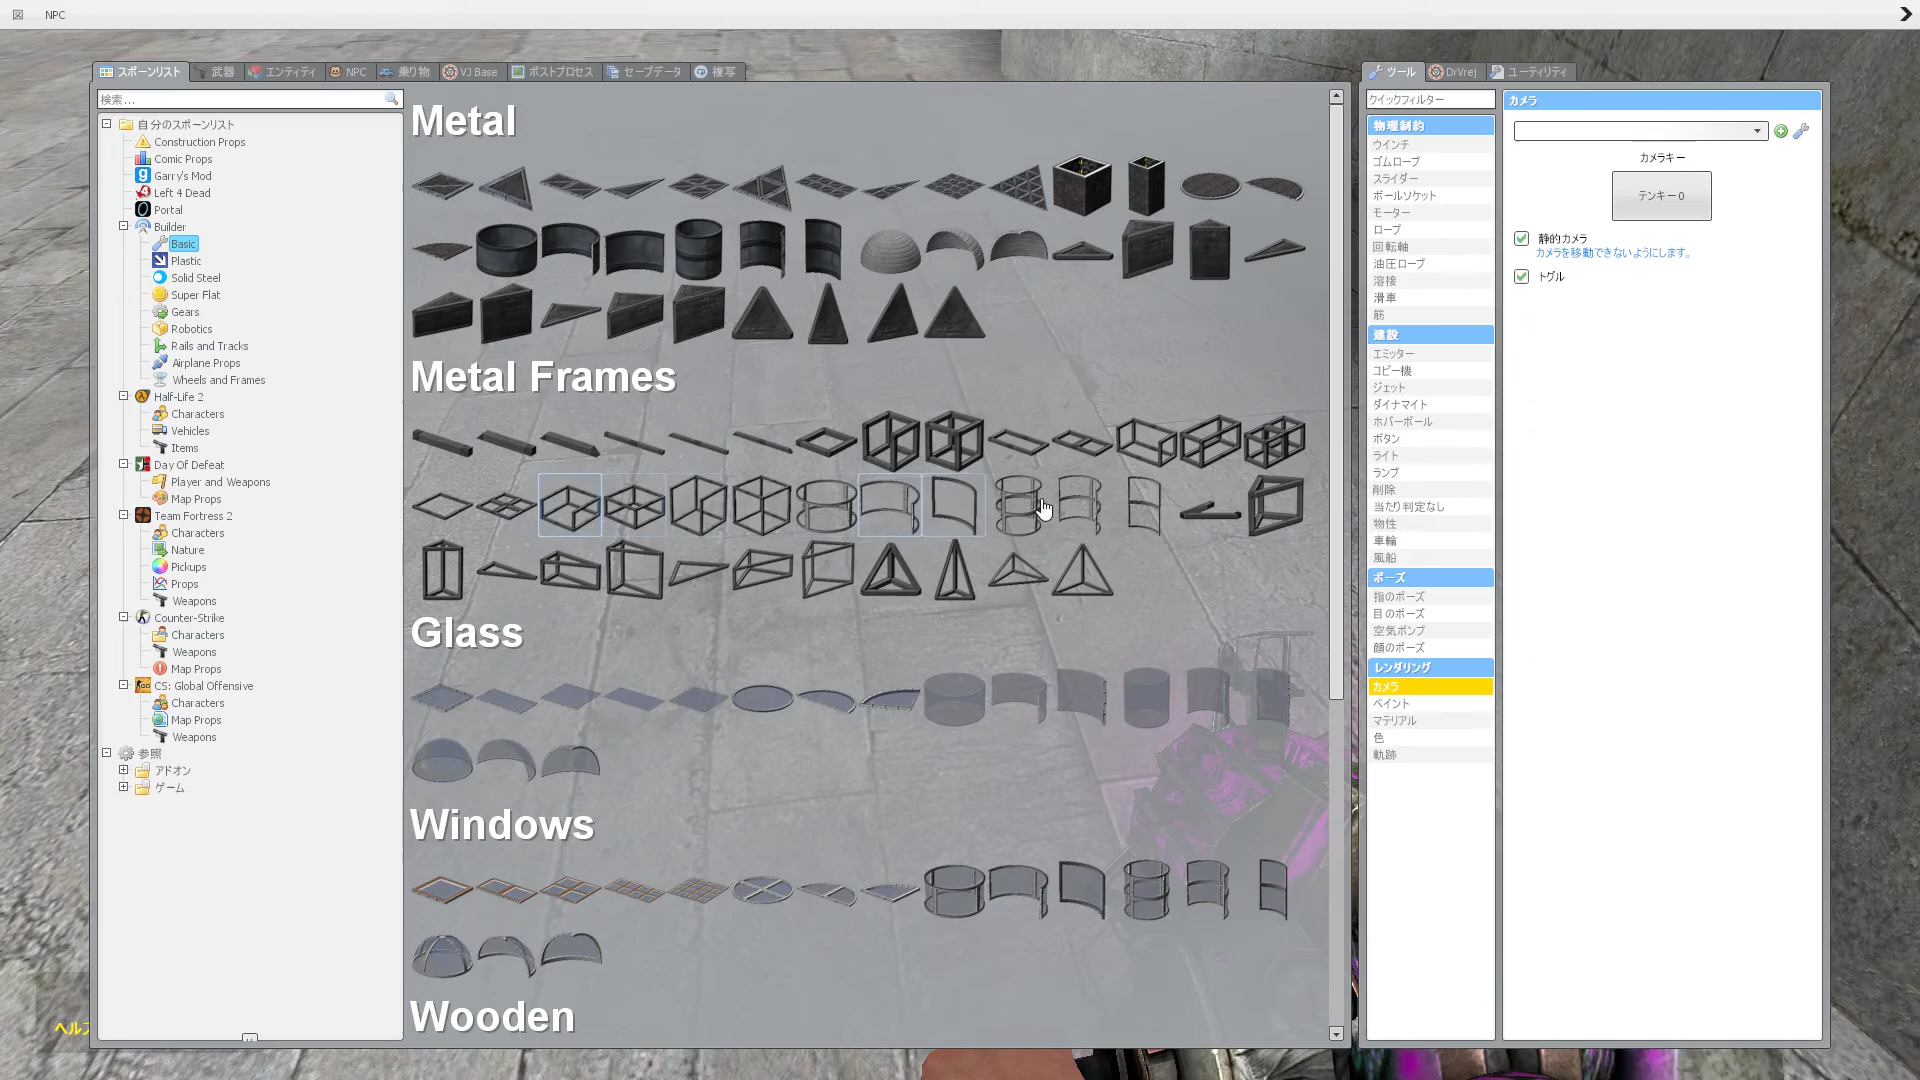 図 NPC
スポーンリスト 武器 エンティティ NPC 乗り物 VJ Base ポストプロセス セーブデータ 複写
検索...
自分のスポーンリスト
Construction Props
Comic Props
Garry's Mod
Left 4 Dead
Portal
Builder
Basic
Plastic
Solid Steel
Super Flat
Gears
Robotics
Rails and Tracks
Airplane Props
Wheels and Frames
Half-Life 2
Characters
Vehicles
Items
Day Of Defeat
Player and Weapons
Map Props
Team Fortress 2
Characters
Nature
Pickups
Props
Weapons
Counter-Strike
Characters
Weapons
Map Props
CS: Global Offensive
Characters
Map Props
Weapons
参照
アドオン
ゲーム
ヘルプ
Metal
Metal Frames
Glass
Windows
Wooden
ツール DrVrej ユーティリティ
クイックフィルター
物理制約
ウインチ
ゴムロープ
スライダー
ボールソケット
モーター
ロープ
回転軸
油圧ロープ
溶接
滑車
筋
建設
エミッター
コピー機
ジェット
ダイナマイト
ホバーボール
ボタン
ライト
ランプ
削除
当たり判定なし
物性
車輪
風船
ポーズ
指のポーズ
目のポーズ
空気ポンプ
顔のポーズ
レンダリング
カメラ
ペイント
マテリアル
色
軌跡
カメラ
カメラキー
テンキー 0
静的カメラ
カメラを移動できないようにします。
トグル